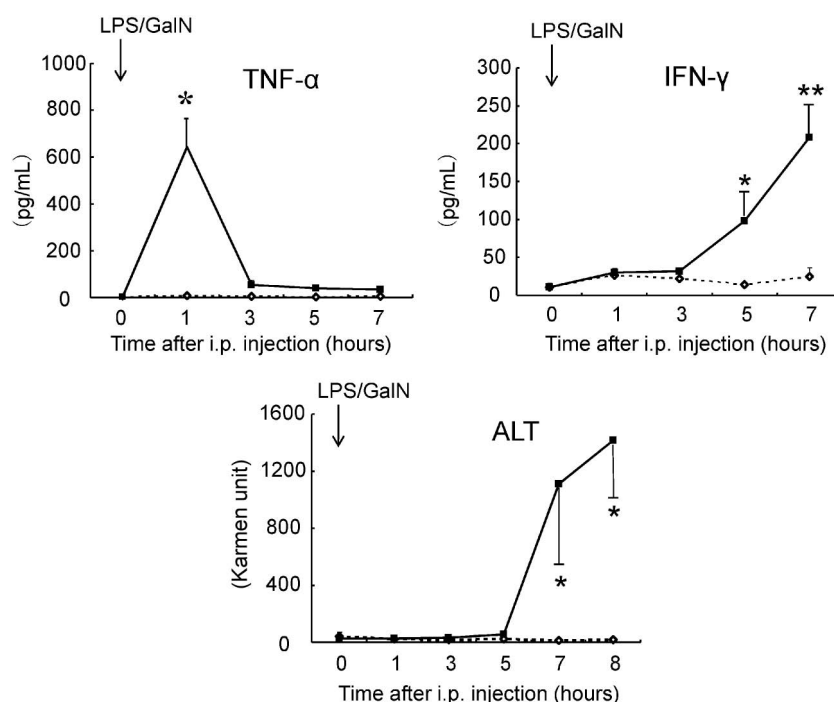 LPS/GalN
TNF-α
1000
800
600
400
200
0
(pg/mL)
*
0 1 3 5 7
Time after i.p. injection (hours)
LPS/GalN
IFN-γ
300
250
200
150
100
50
0
(pg/mL)
*
**
0 1 3 5 7
Time after i.p. injection (hours)
LPS/GalN
ALT
1600
1200
800
400
0
(Karmen unit)
*
*
0 1 3 5 7 8
Time after i.p. injection (hours)